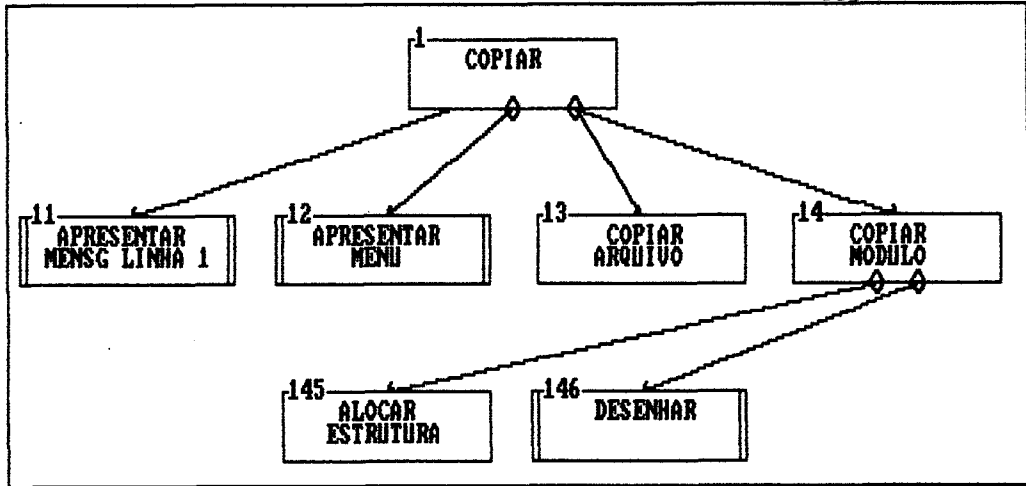 1
COPIAR
11
APRESENTAR
MENSG LINHA 1
12
APRESENTAR
MENU
13
COPIAR
ARQUIVO
14
COPIAR
MODULO
145
ALOCAR
ESTRUTURA
146
DESENHAR